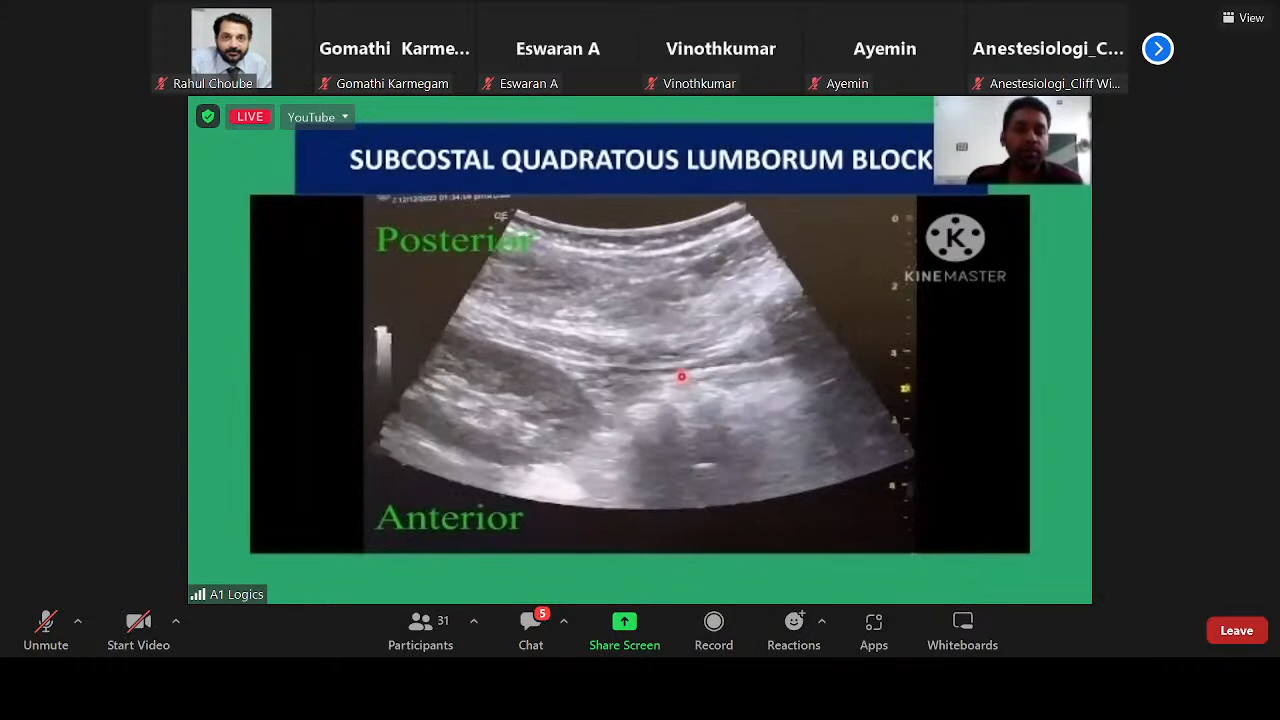 View
Gomathi Karme...
Eswaran A
Vinothkumar
Ayemin
Anestesiologi_C...
Rahul Choube
Gomathi Karmegam
Eswaran A
Vinothkumar
Ayemin
Anestesiologi_Cliff Wi...
LIVE
YouTube
SUBCOSTAL QUADRATOUS LUMBORUM BLOCK
Posterior
0
K
KINEMASTER
2
Anterior
A1 Logics
31
5
Unmute
Start Video
Participants
Chat
Share Screen
Record
Reactions
Apps
Whiteboards
Leave